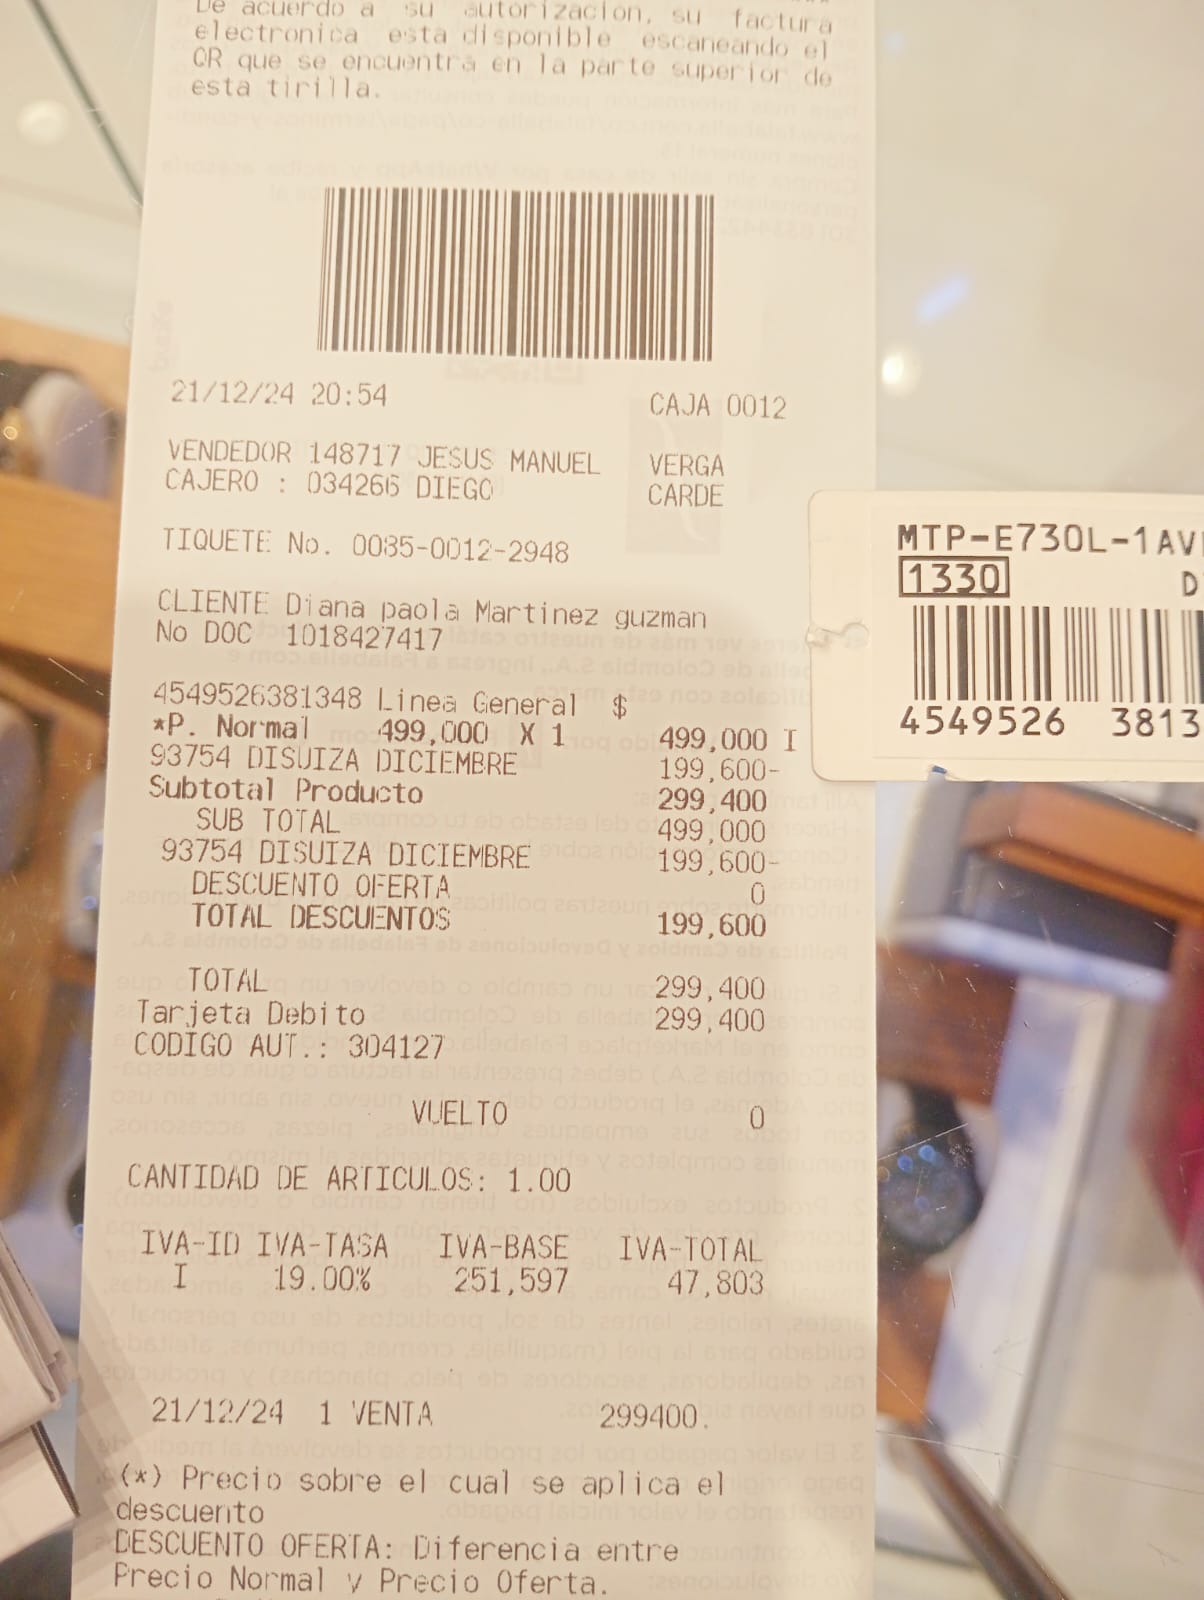 De acuerdo a su autorizacion, su factura
electronica esta disponible escaneando el
QR que se encuentra en la parte superior de
esta tirilla.
21/12/24 20:54 CAJA 0012
VENDEDOR 148717 JESUS MANUEL VERGA
CAJERO : 034266 DIEGO CARDE
TIQUETE No. 0085-0012-2948
CLIENTE Diana paola Martinez guzman
No DOC 1018427417
4549526381348 Linea General $
*P. Normal 499,000 X 1 499,000 I
93754 DISUIZA DICIEMBRE 199,600-
Subtotal Producto 299,400
SUB TOTAL 499,000
93754 DISUIZA DICIEMBRE 199,600-
DESCUENTO OFERTA 0
TOTAL DESCUENTOS 199,600
TOTAL 299,400
Tarjeta Debito 299,400
CODIGO AUT.: 304127
VUELTO 0
CANTIDAD DE ARTICULOS: 1.00
IVA-ID IVA-TASA IVA-BASE IVA-TOTAL
I 19.00% 251,597 47,803
21/12/24 1 VENTA 299400.
(*) Precio sobre el cual se aplica el
descuento
DESCUENTO OFERTA: Diferencia entre
Precio Normal y Precio Oferta.
MTP-E730L-1AV
1330 D
4549526 3813